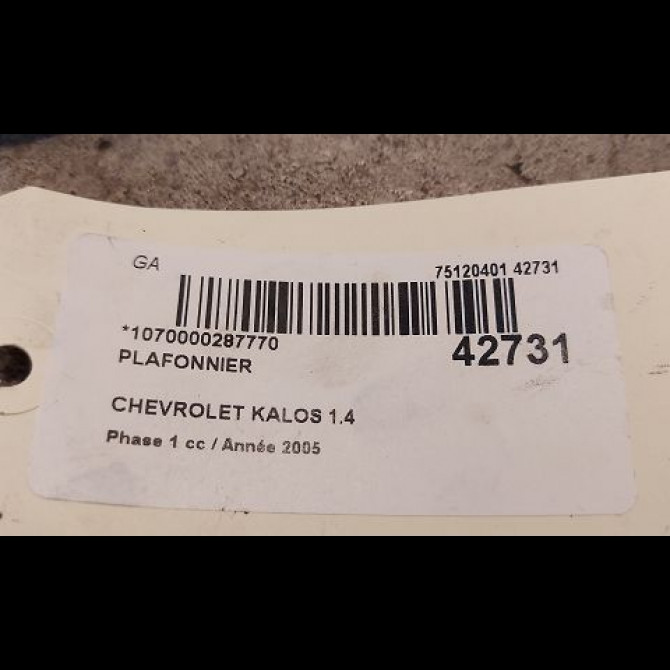 GA
75120401 42731
*1070000287770
42731
PLAFONNIER
CHEVROLET KALOS 1.4
Phase 1 cc / Année 2005